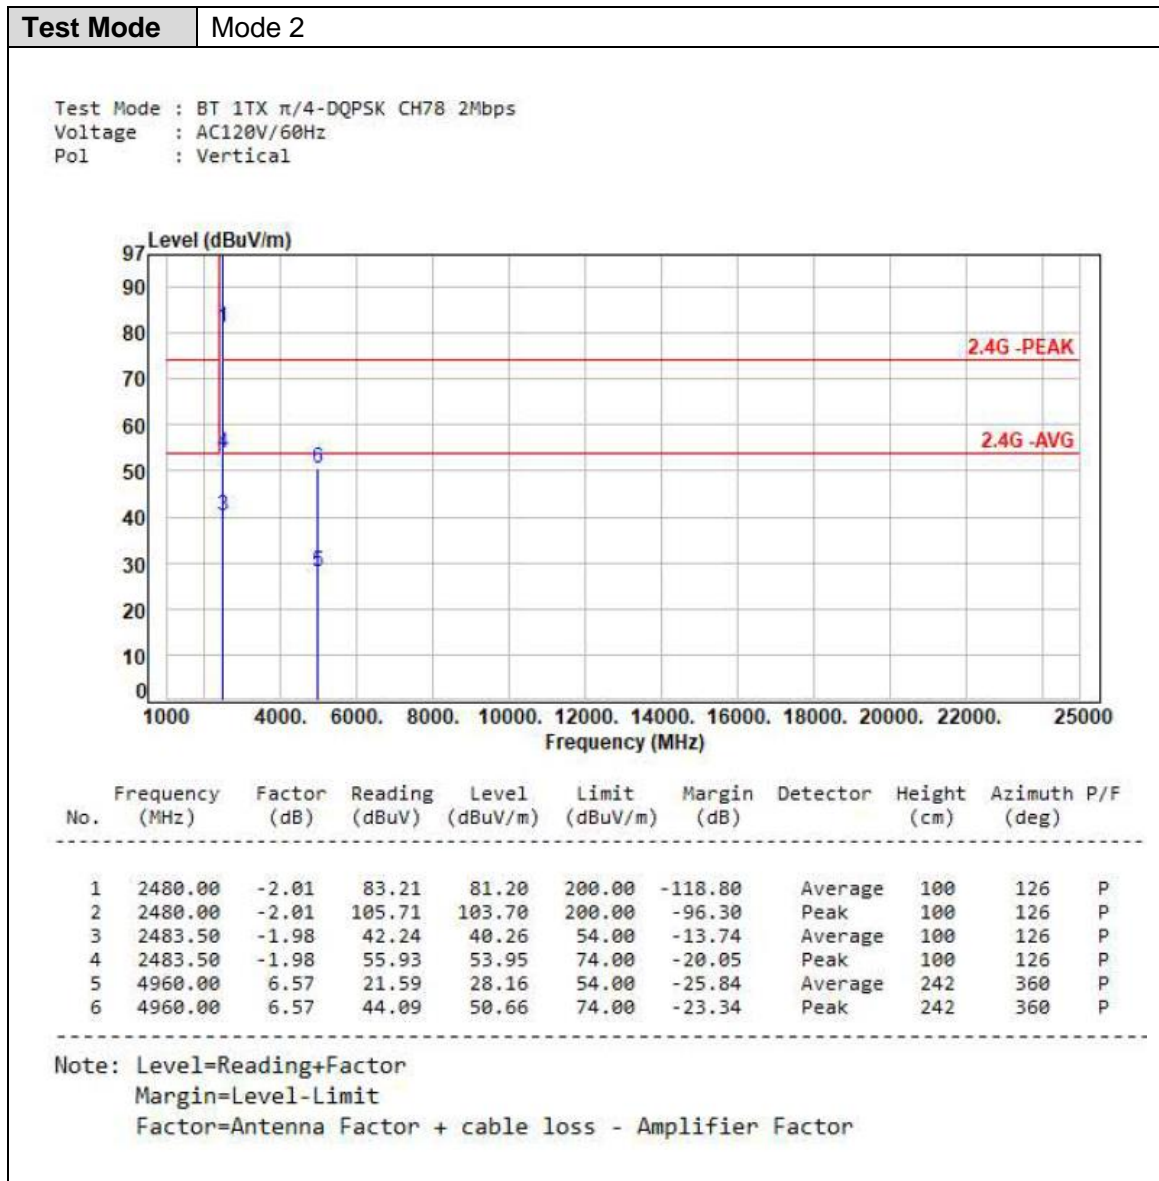 Test Mode Mode 2
Test Mode : BT 1TX π/4-DQPSK CH78 2Mbps
Voltage : AC120V/60Hz
Pol : Vertical
Level (dBuV/m)
97
90
1
80
2.4G -PEAK
70
60
4
2.4G -AVG
6
50
3
40
5
30
20
10
0
1000 4000. 6000. 8000. 10000. 12000. 14000. 16000. 18000. 20000. 22000. 25000
Frequency (MHz)
Frequency Factor Reading Level Limit Margin Detector Height Azimuth P/F
No. (MHz) (dB) (dBuV) (dBuV/m) (dBuV/m) (dB) (cm) (deg)
1 2480.00 -2.01 83.21 81.20 200.00 -118.80 Average 100 126 P
2 2480.00 -2.01 105.71 103.70 200.00 -96.30 Peak 100 126 P
3 2483.50 -1.98 42.24 40.26 54.00 -13.74 Average 100 126 P
4 2483.50 -1.98 55.93 53.95 74.00 -20.05 Peak 100 126 P
5 4960.00 6.57 21.59 28.16 54.00 -25.84 Average 242 360 P
6 4960.00 6.57 44.09 50.66 74.00 -23.34 Peak 242 360 P
Note: Level=Reading+Factor
Margin=Level-Limit
Factor=Antenna Factor + cable loss - Amplifier Factor